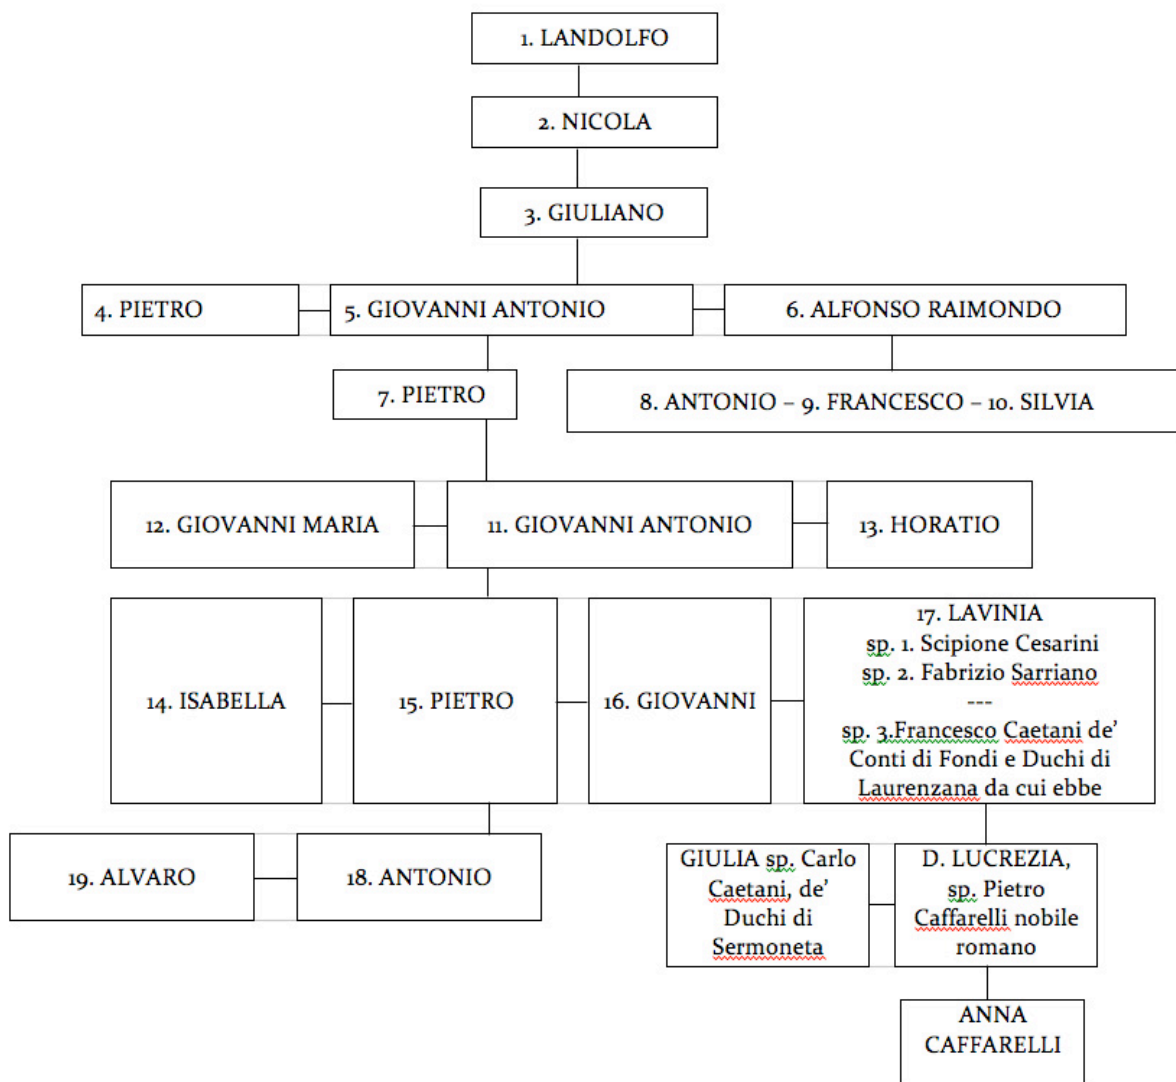 1. LANDOLFO
2. NICOLA
3. GIULIANO
4. PIETRO
5. GIOVANNI ANTONIO
6. ALFONSO RAIMONDO
7. PIETRO
8. ANTONIO – 9. FRANCESCO – 10. SILVIA
12. GIOVANNI MARIA
11. GIOVANNI ANTONIO
13. HORATIO
14. ISABELLA
15. PIETRO
16. GIOVANNI
17. LAVINIA
sp. 1. Scipione Cesarini
sp. 2. Fabrizio Sarriano
---
sp. 3.Francesco Caetani de’
Conti di Fondi e Duchi di
Laurenzana da cui ebbe
19. ALVARO
18. ANTONIO
GIULIA sp. Carlo
Caetani, de’
Duchi di
Sermoneta
D. LUCREZIA,
sp. Pietro
Caffarelli nobile
romano
ANNA
CAFFARELLI